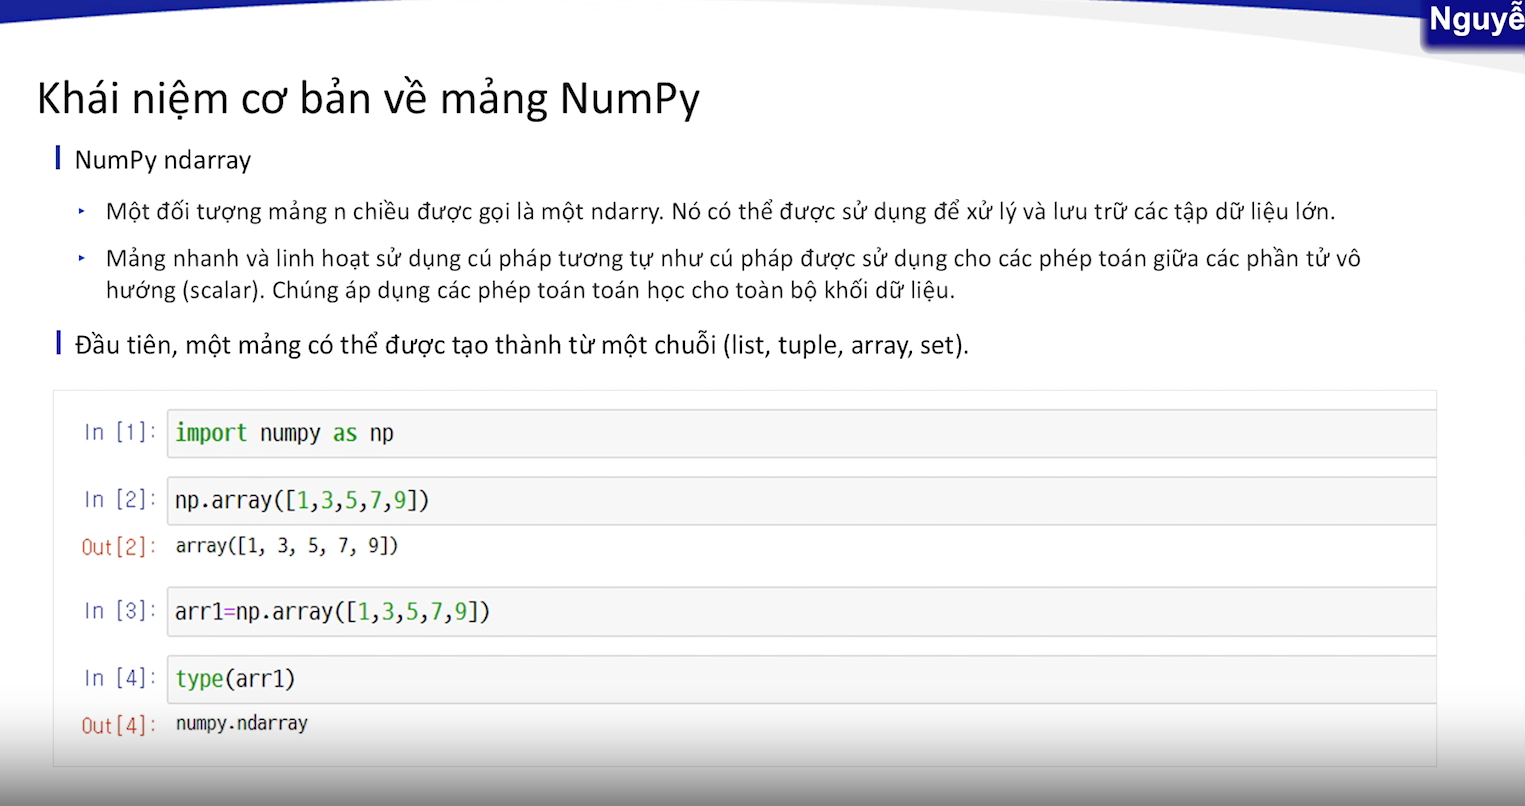 Nguyễ
Khái niệm cơ bản về mảng NumPy
NumPy ndarray
‣ Một đối tượng mảng n chiều được gọi là một ndarry. Nó có thể được sử dụng để xử lý và lưu trữ các tập dữ liệu lớn.
‣ Mảng nhanh và linh hoạt sử dụng cú pháp tương tự như cú pháp được sử dụng cho các phép toán giữa các phần tử vô
hướng (scalar). Chúng áp dụng các phép toán toán học cho toàn bộ khối dữ liệu.
Đầu tiên, một mảng có thể được tạo thành từ một chuỗi (list, tuple, array, set).
In [1]: import numpy as np
In [2]: np.array([1,3,5,7,9])
Out[2]: array([1, 3, 5, 7, 9])
In [3]: arr1=np.array([1,3,5,7,9])
In [4]: type(arr1)
Out[4]: numpy.ndarray